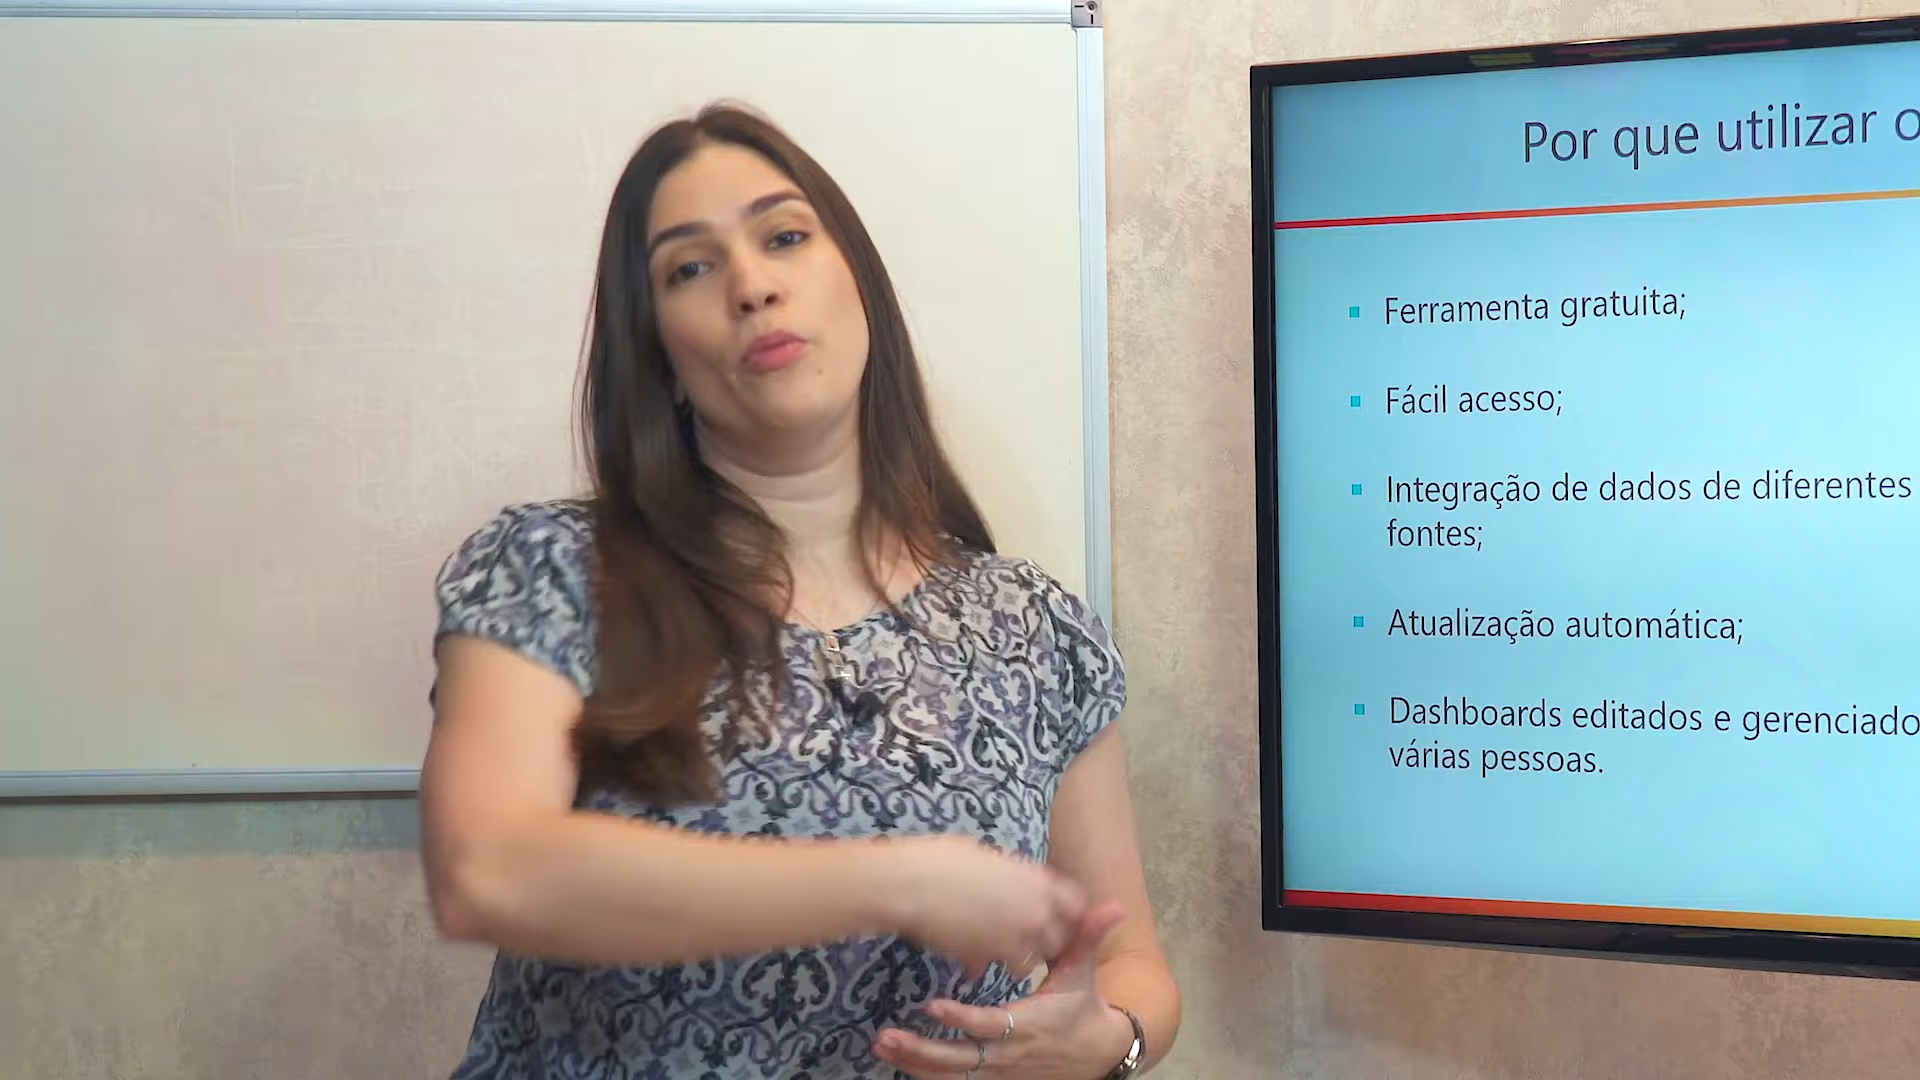 Por que utilizar o
Ferramenta gratuita;
Fácil acesso;
Integração de dados de diferentes
fontes;
Atualização automática;
Dashboards editados e gerenciado
várias pessoas.